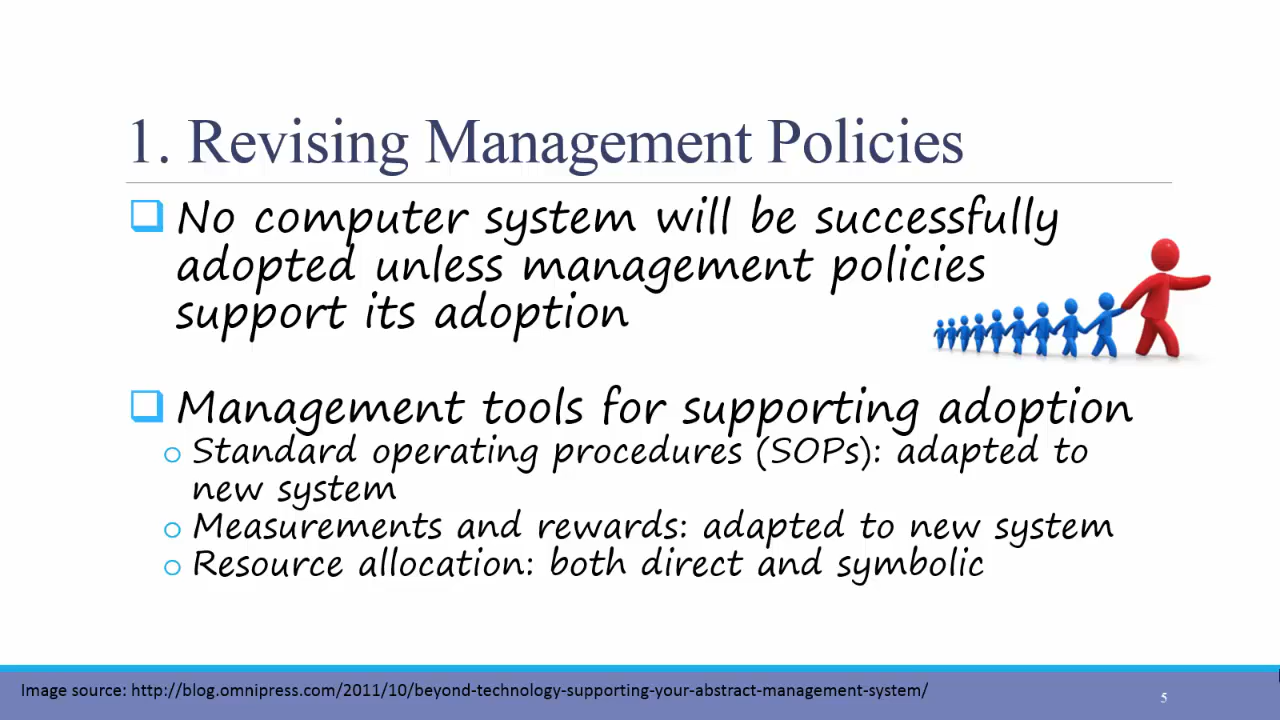 1. Revising Management Policies
❑ No computer system will be successfully
adopted unless management policies
support its adoption
❑ Management tools for supporting adoption
o Standard operating procedures (SOPs): adapted to
new system
o Measurements and rewards: adapted to new system
o Resource allocation: both direct and symbolic
Image source: http://blog.omnipress.com/2011/10/beyond-technology-supporting-your-abstract-management-system/
5